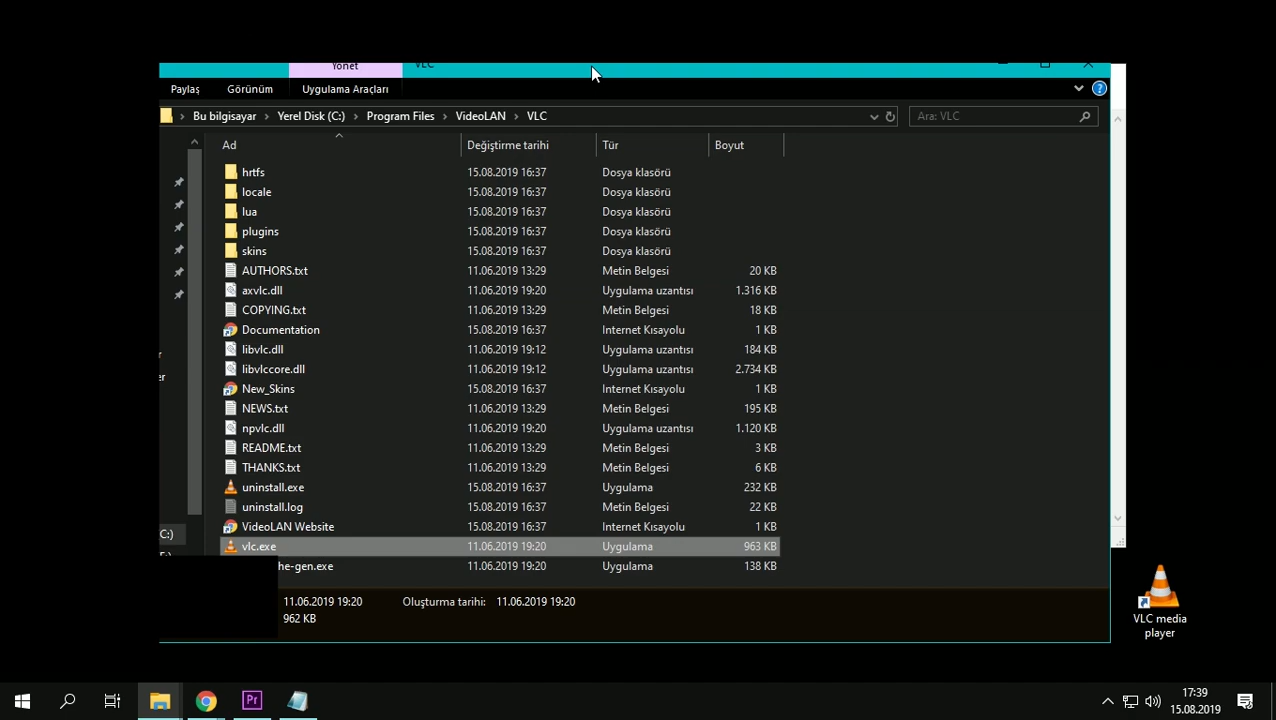 Yönet VLC
Paylaş Görünüm Uygulama Araçları
Bu bilgisayar Yerel Disk (C:) Program Files VideoLAN VLC Ara: VLC
Ad Değiştirme tarihi Tür Boyut
hrtfs 15.08.2019 16:37 Dosya klasörü
locale 15.08.2019 16:37 Dosya klasörü
lua 15.08.2019 16:37 Dosya klasörü
plugins 15.08.2019 16:37 Dosya klasörü
skins 15.08.2019 16:37 Dosya klasörü
AUTHORS.txt 11.06.2019 13:29 Metin Belgesi 20 KB
axvlc.dll 11.06.2019 19:20 Uygulama uzantısı 1.316 KB
COPYING.txt 11.06.2019 13:29 Metin Belgesi 18 KB
Documentation 15.08.2019 16:37 Internet Kısayolu 1 KB
libvlc.dll 11.06.2019 19:12 Uygulama uzantısı 184 KB
libvlccore.dll 11.06.2019 19:12 Uygulama uzantısı 2.734 KB
New_Skins 15.08.2019 16:37 Internet Kısayolu 1 KB
NEWS.txt 11.06.2019 13:29 Metin Belgesi 195 KB
npvlc.dll 11.06.2019 19:20 Uygulama uzantısı 1.120 KB
README.txt 11.06.2019 13:29 Metin Belgesi 3 KB
THANKS.txt 11.06.2019 13:29 Metin Belgesi 6 KB
uninstall.exe 15.08.2019 16:37 Uygulama 232 KB
uninstall.log 15.08.2019 16:37 Metin Belgesi 22 KB
C:) VideoLAN Website 15.08.2019 16:37 Internet Kısayolu 1 KB
vlc.exe 11.06.2019 19:20 Uygulama 963 KB
he-gen.exe 11.06.2019 19:20 Uygulama 138 KB
11.06.2019 19:20 Oluşturma tarihi: 11.06.2019 19:20
962 KB
VLC media
player
Pr
17:39
15.08.2019